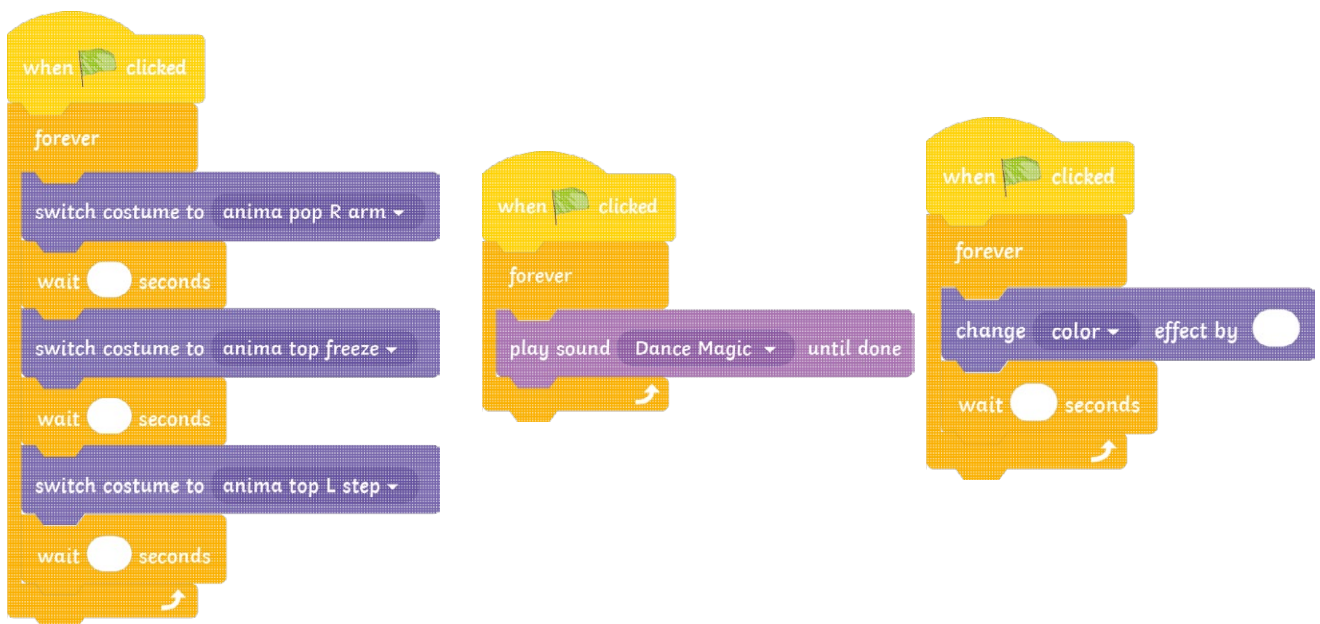 when clicked
forever
switch costume to anima pop R arm
wait seconds
switch costume to anima top freeze
wait seconds
switch costume to anima top L step
wait seconds
when clicked
forever
play sound Dance Magic until done
when clicked
forever
change color effect by
wait seconds